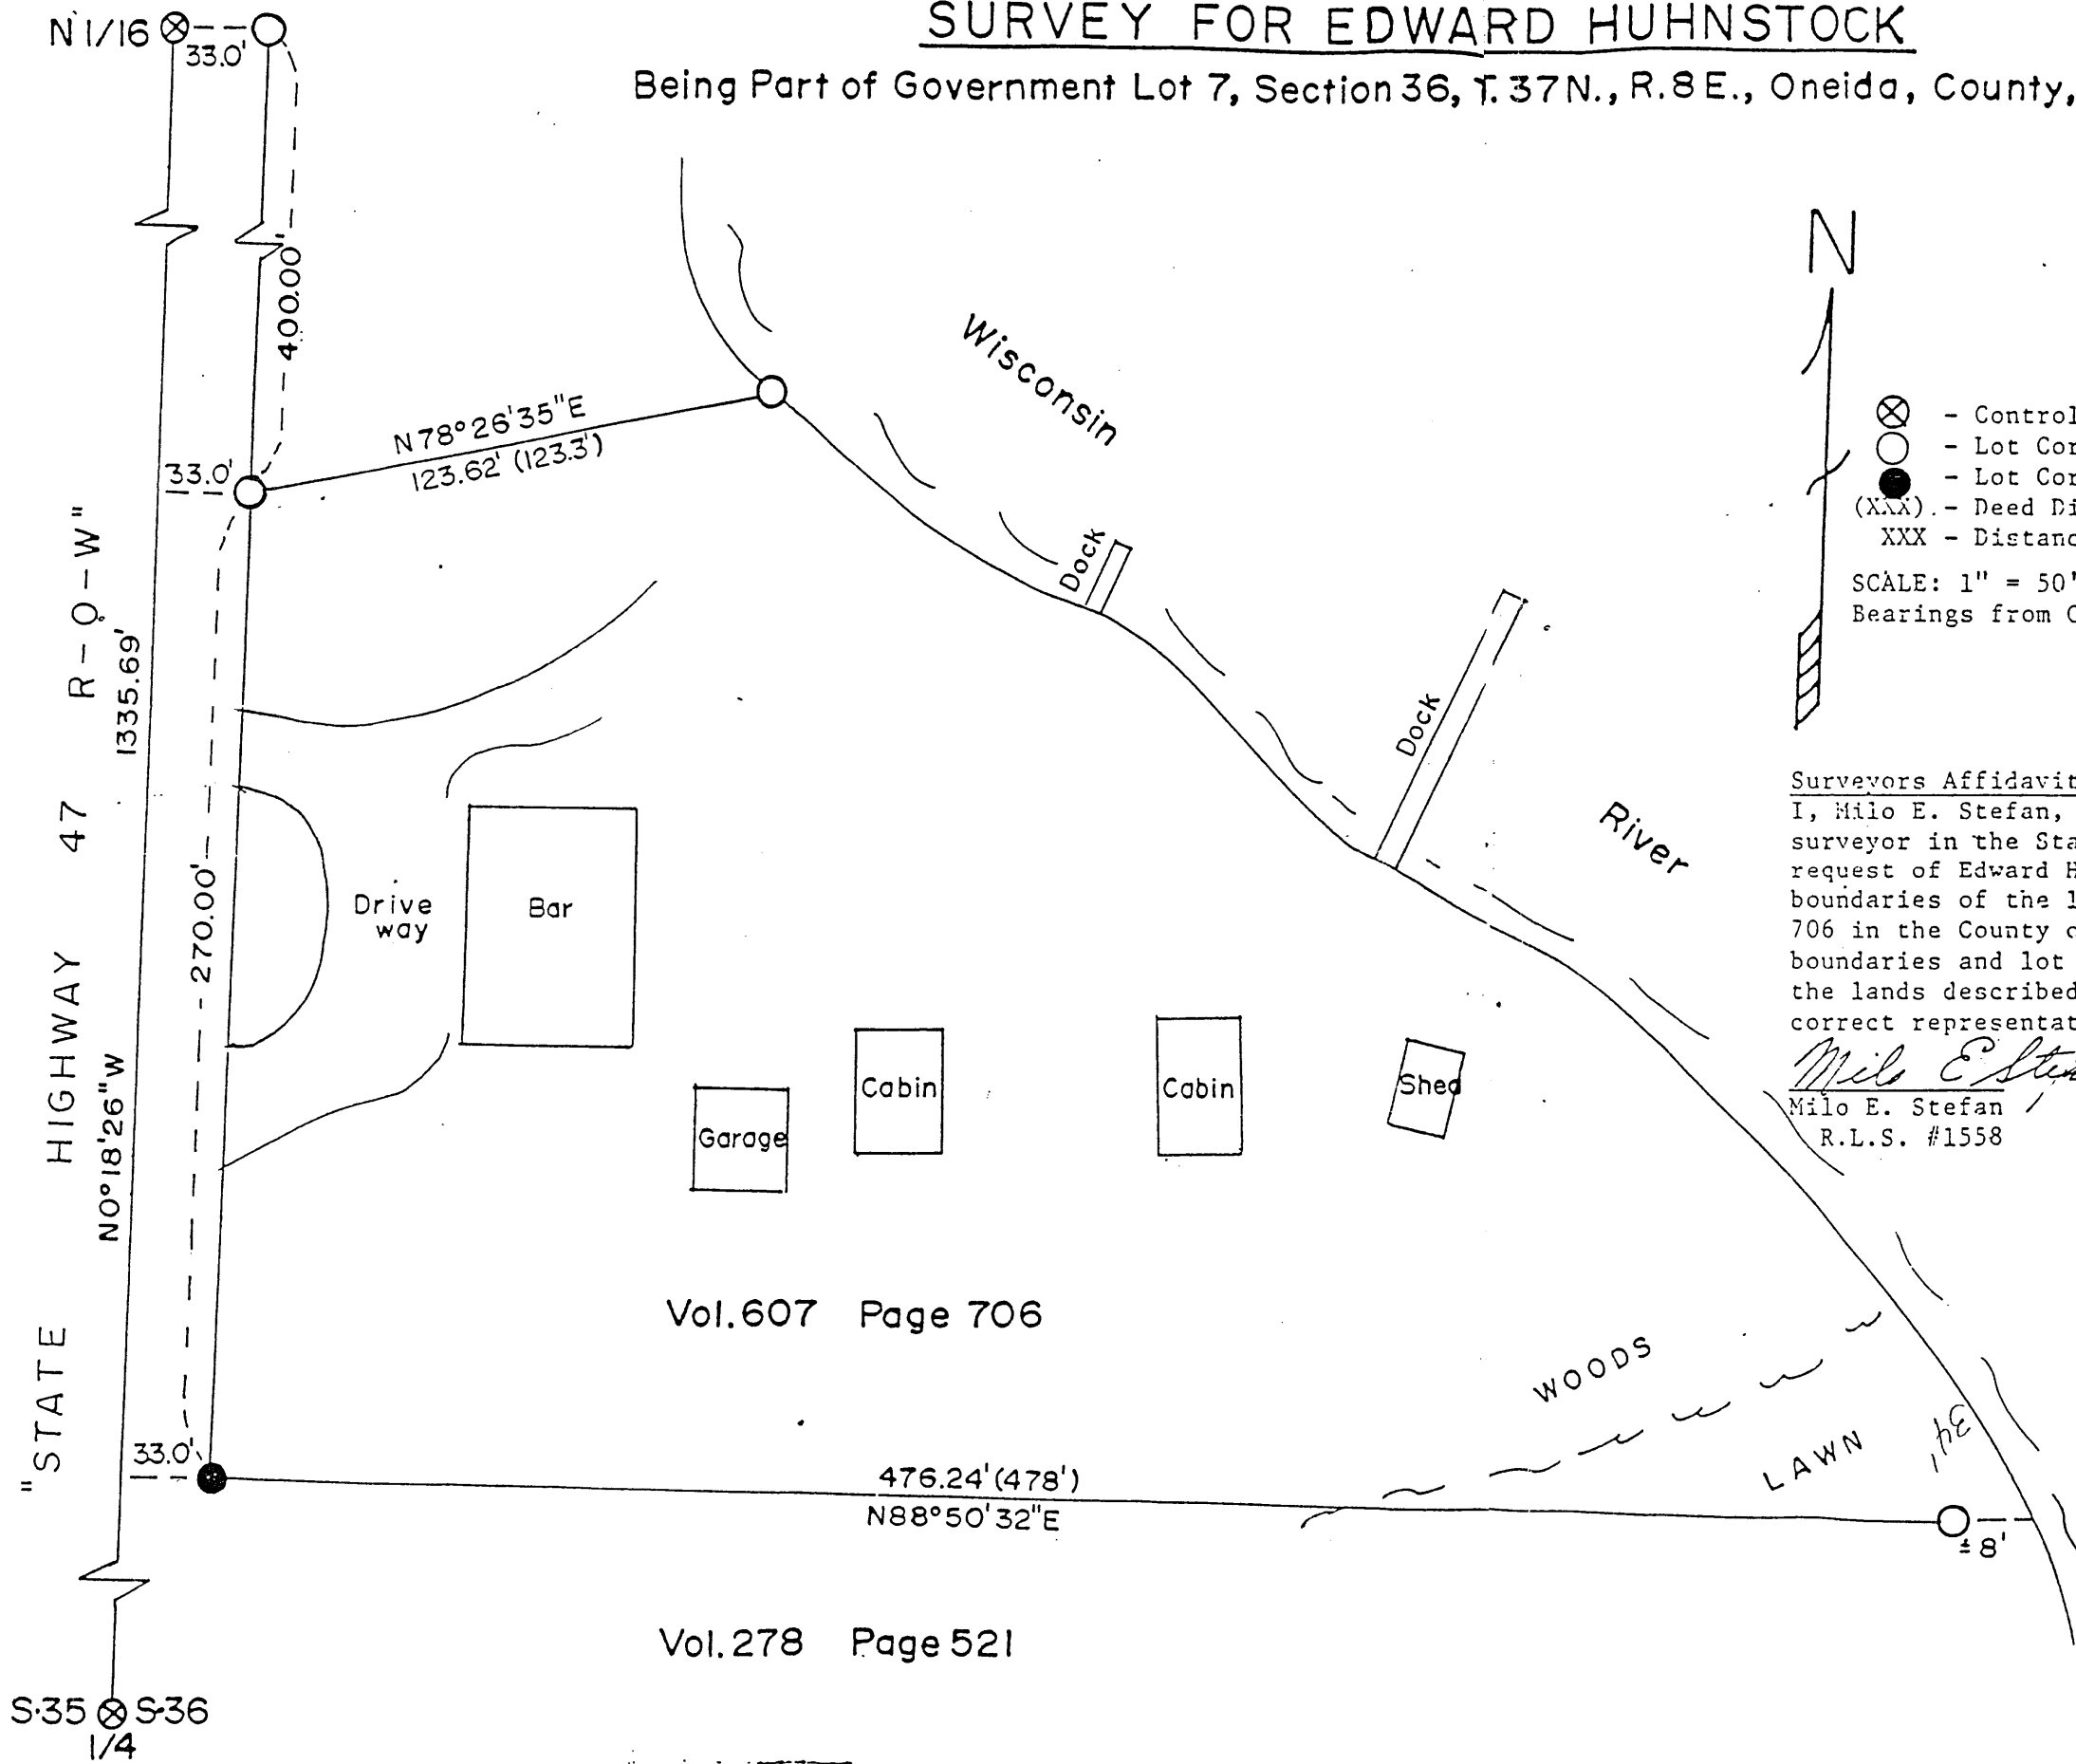 SURVEY FOR EDWARD HUHNSTOCK
Being Part of Government Lot 7, Section 36, T.37N., R.8E., Oneida, County,
N 1/16
33.0'
400.00'
N
N78°26'35"E
123.62' (123.3')
33.0'
Wisconsin
River
Dock
Dock
- Control
- Lot Cor
- Lot Cor
(XXX).- Deed Di
XXX - Distanc
SCALE: 1" = 50'
Bearings from C
"STATE HIGHWAY 47 R-O-W"
1335.69'
N0°18'26"W
270.00'
Drive
way
Bar
Garage
Cabin
Cabin
Shed
Surveyors Affidavit
I, Milo E. Stefan,
surveyor in the Sta
request of Edward H
boundaries of the l
706 in the County o
boundaries and lot
the lands described
correct representat
Milo E Ste
Milo E. Stefan
R.L.S. #1558
Vol.607 Page 706
WOODS
LAWN
34'
33.0'
476.24'(478')
N88°50'32"E
±8'
Vol.278 Page 521
S.35 S.36
1/4